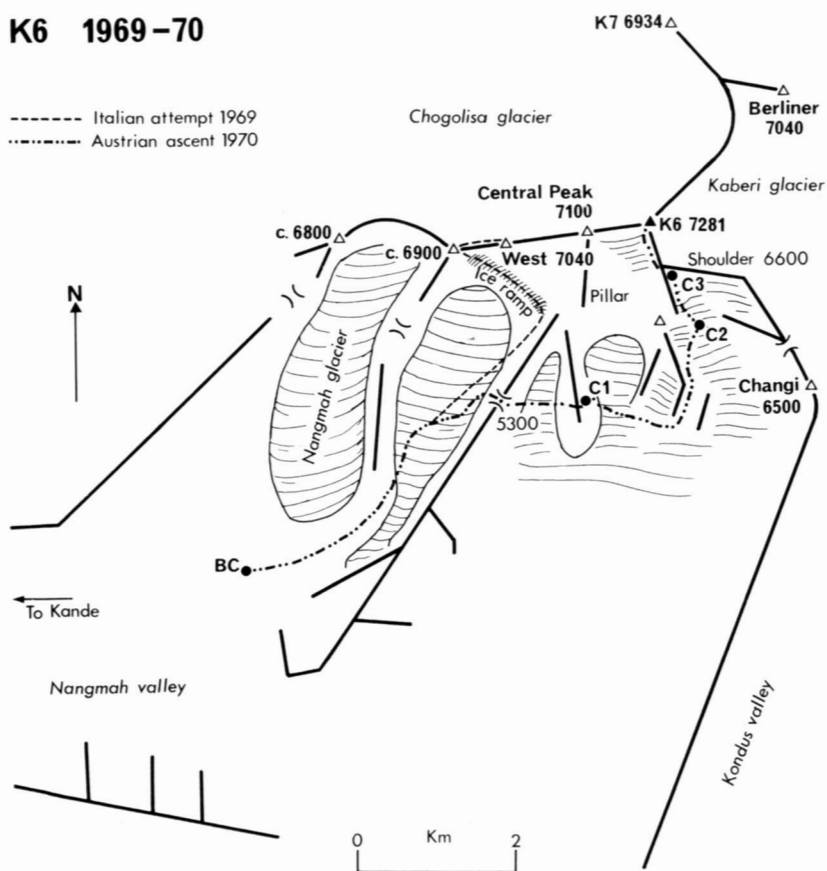 K6 1969–70
K7 6934
Italian attempt 1969
Austrian ascent 1970
Chogolisa glacier
Berliner
7040
Kaberi glacier
Central Peak
7100
K6 7281
c. 6800
c. 6900
West 7040
Shoulder 6600
Ice ramp
C3
N
Pillar
C2
Nangmah glacier
Changi
6500
C1
5300
BC
To Kande
Nangmah valley
Kondus valley
0 Km 2